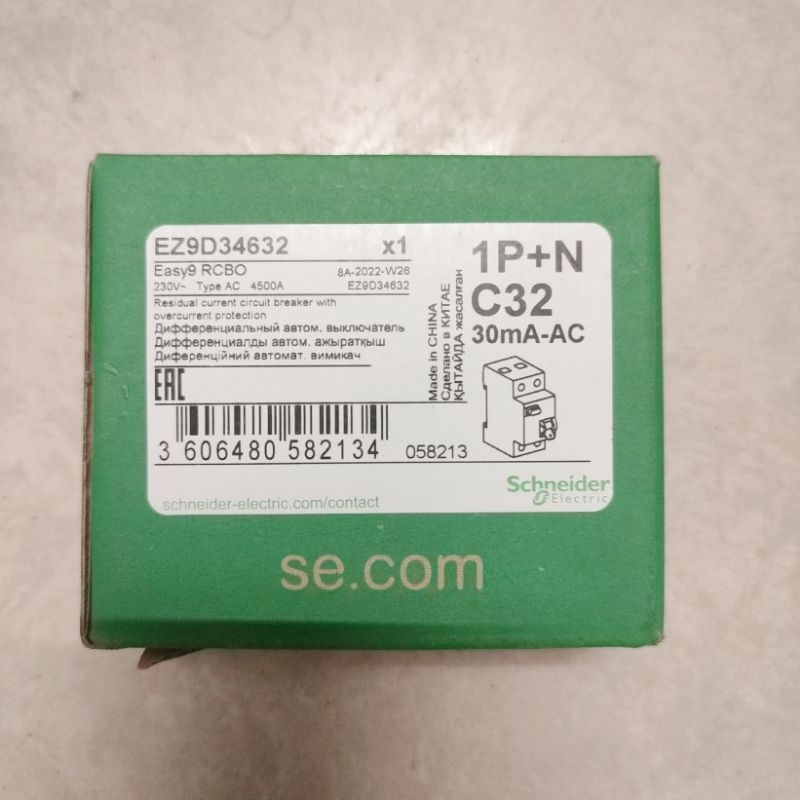 EZ9D34632 x1
Easy9 RCBO 8A-2022-W26
230V~ Type AC 4500A EZ9D34632
Residual current circuit breaker with
overcurrent protection
Дифференциальный автом. выключатель
Дифференциалды автом. ажыратқыш
Диференційний автомат. вимикач
EAC
3 606480 582134 058213
schneider-electric.com/contact
Made in CHINA
Сделано в КИТАЕ
ҚЫТАЙДА жасалған
1P+N
C32
30mA-AC
Schneider
Electric
se.com